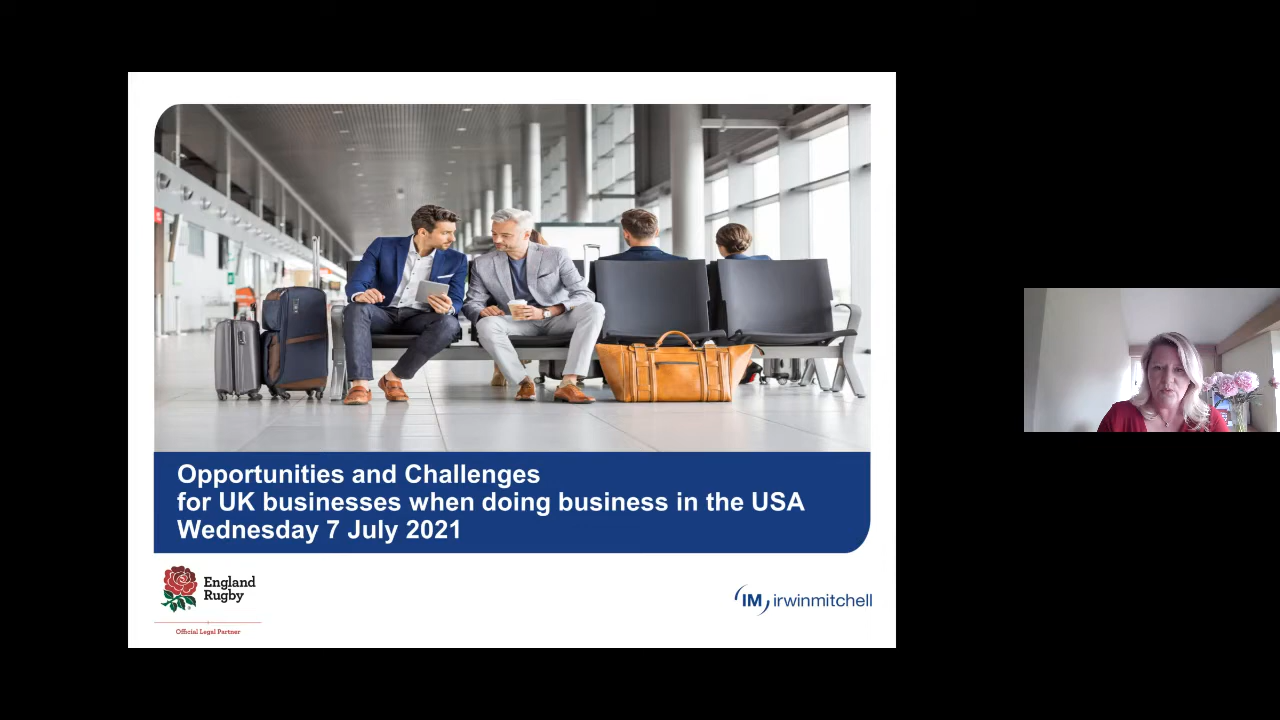 Opportunities and Challenges
for UK businesses when doing business in the USA
Wednesday 7 July 2021
England
Rugby
Official Legal Partner
IM irwinmitchell